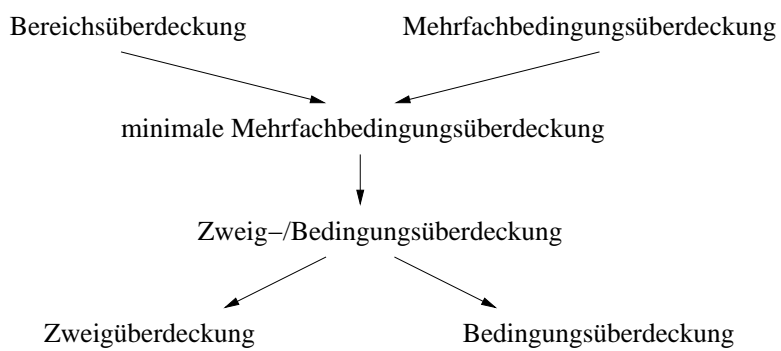 Bereichsüberdeckung Mehrfachbedingungsüberdeckung
minimale Mehrfachbedingungsüberdeckung
Zweig−/Bedingungsüberdeckung
Zweigüberdeckung Bedingungsüberdeckung